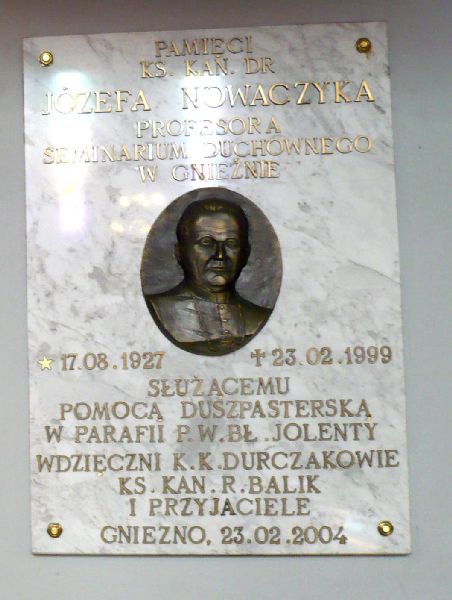 PAMIĘCI
KS. KAN. DR
JÓZEFA NOWACZYKA
PROFESORA
SEMINARIUM DUCHOWNEGO
W GNIEŹNIE
17.08.1927 ✝23.02.1999
SŁUŻĄCEMU
POMOCĄ DUSZPASTERSKĄ
W PARAFII P.W.BŁ.JOLENTY
WDZIĘCZNI K.K.DURCZAKOWIE
KS.KAN.R.BALIK
I PRZYJACIELE
GNIEZNO, 23.02.2004